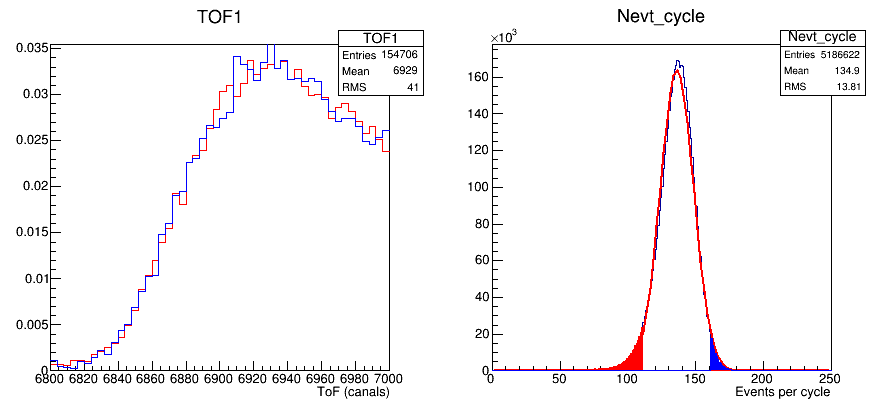 TOF1
TOF1
Entries 154706
Mean 6929
RMS 41
0.035
0.03
0.025
0.02
0.015
0.01
0.005
0
6800 6820 6840 6860 6880 6900 6920 6940 6960 6980 7000
ToF (canals)
Nevt_cycle
×10³
Nevt_cycle
Entries 5186622
Mean 134.9
RMS 13.81
160
140
120
100
80
60
40
20
0
0 50 100 150 200 250
Events per cycle